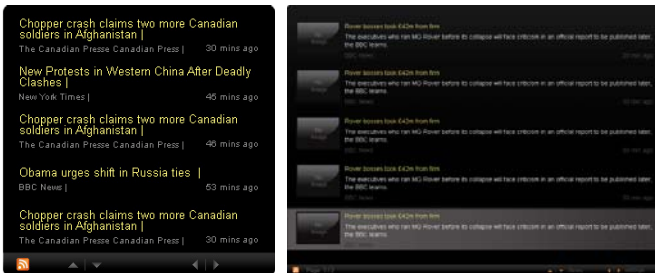 Chopper crash claims two more Canadian
soldiers in Afghanistan |
The Canadian Presse Canadian Press | 30 mins ago
New Protests in Western China After Deadly
Clashes |
New York Times | 45 mins ago
Chopper crash claims two more Canadian
soldiers in Afghanistan |
The Canadian Presse Canadian Press | 46 mins ago
Obama urges shift in Russia ties |
BBC News | 53 mins ago
Chopper crash claims two more Canadian
soldiers in Afghanistan |
The Canadian Presse Canadian Press | 30 mins ago
Rover bosses took £42m from firm
The executives who ran MG Rover before its collapse will face criticism in an official report to be published later,
the BBC learns.
BBC News
Rover bosses took £42m from firm
The executives who ran MG Rover before its collapse will face criticism in an official report to be published later,
the BBC learns.
BBC News
Rover bosses took £42m from firm
The executives who ran MG Rover before its collapse will face criticism in an official report to be published later,
the BBC learns.
BBC News
Rover bosses took £42m from firm
The executives who ran MG Rover before its collapse will face criticism in an official report to be published later,
the BBC learns.
BBC News
Rover bosses took £42m from firm
The executives who ran MG Rover before its collapse will face criticism in an official report to be published later,
the BBC learns.
BBC News